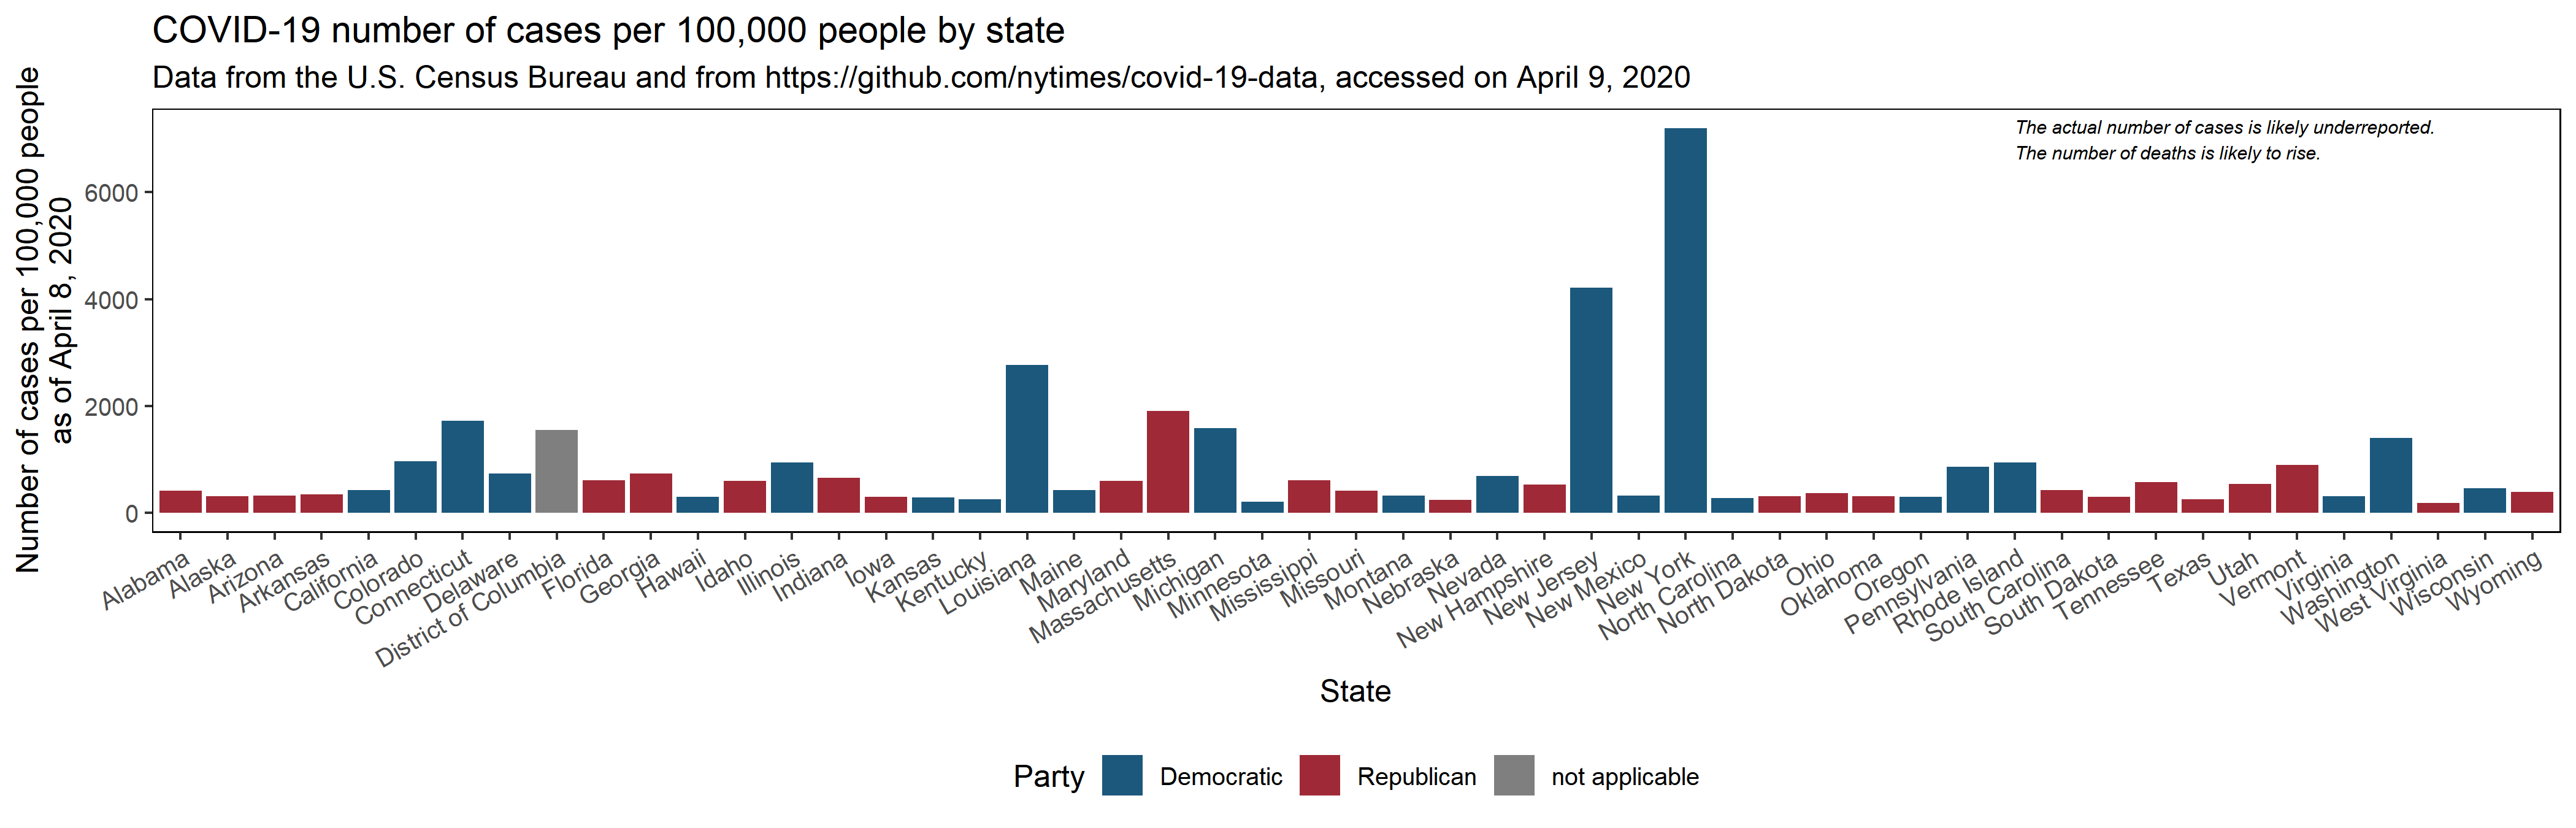 COVID-19 number of cases per 100,000 people by state
Data from the U.S. Census Bureau and from https://github.com/nytimes/covid-19-data, accessed on April 9, 2020
Number of cases per 100,000 people
as of April 8, 2020
The actual number of cases is likely underreported.
The number of deaths is likely to rise.
6000
4000
2000
0
Alabama
Alaska
Arizona
Arkansas
California
Colorado
Connecticut
Delaware
District of Columbia
Florida
Georgia
Hawaii
Idaho
Illinois
Indiana
Iowa
Kansas
Kentucky
Louisiana
Maine
Maryland
Massachusetts
Michigan
Minnesota
Mississippi
Missouri
Montana
Nebraska
Nevada
New Hampshire
New Jersey
New Mexico
New York
North Carolina
North Dakota
Ohio
Oklahoma
Oregon
Pennsylvania
Rhode Island
South Carolina
South Dakota
Tennessee
Texas
Utah
Vermont
Virginia
Washington
West Virginia
Wisconsin
Wyoming
State
Party Democratic Republican not applicable